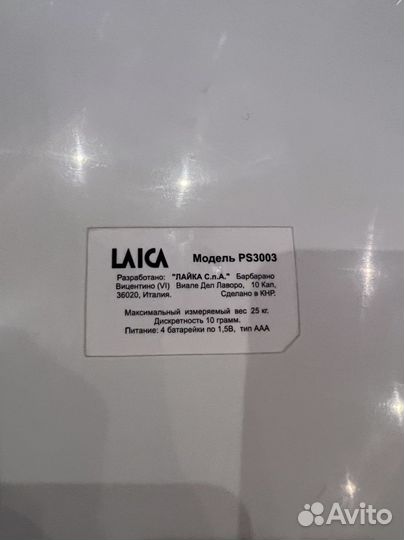 LAICA Модель PS3003
Разработано: "ЛАЙКА С.п.А." Барбарано
Вицентино (VI) Виале Дел Лаворо, 10 Кап,
36020, Италия. Сделано в КНР.
Максимальный измеряемый вес 25 кг.
Дискретность 10 грамм.
Питание: 4 батарейки по 1,5В, тип ААА
Avito